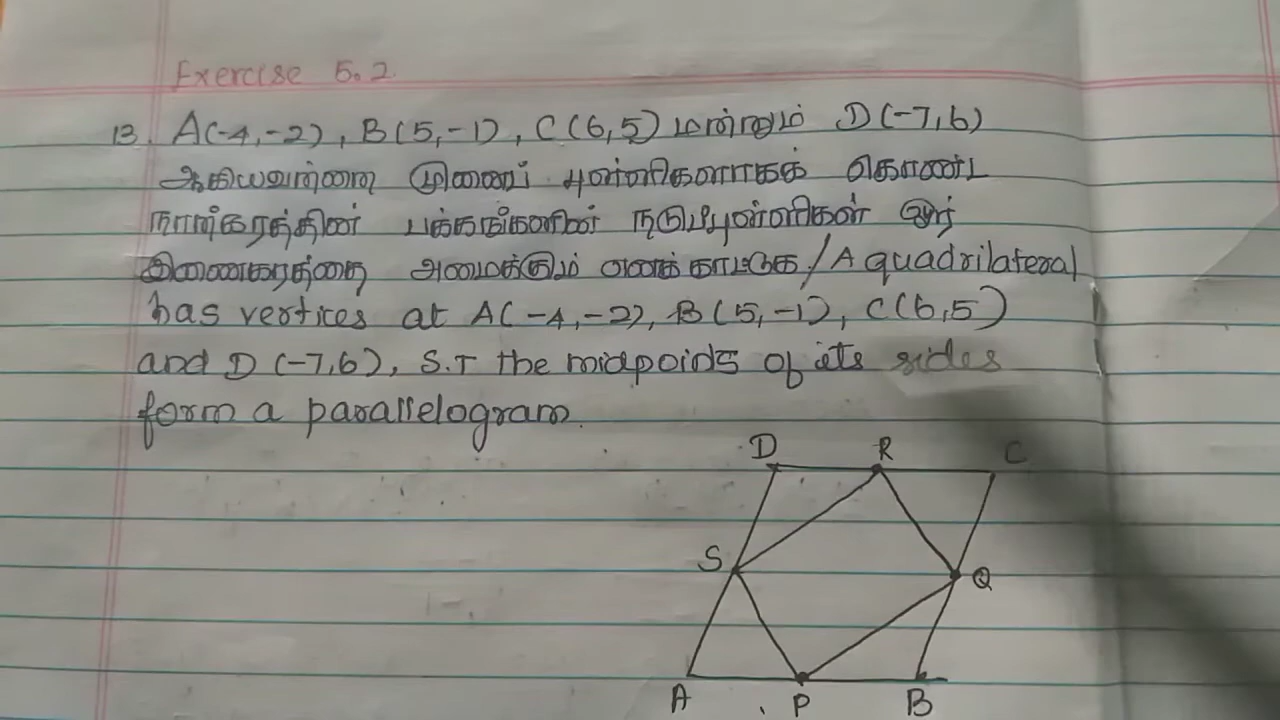 Exercise 5.2
13. A(-4,-2), B(5,-1), C(6,5) மற்றும் D(-7,6)
ஆகியவற்றை முனைப் புள்ளிகளாகக் கொண்ட
நாற்கரத்தின் பக்கங்களின் நடுப்புள்ளிகள் ஓர்
இணைகரத்தை அமைக்கும் எனக் காட்டுக/A quadrilateral
has vertices at A(-4,-2), B(5,-1), C(6,5)
and D(-7,6), S.T the midpoids of its sides
form a parallelogram.
D R C
S Q
A P B